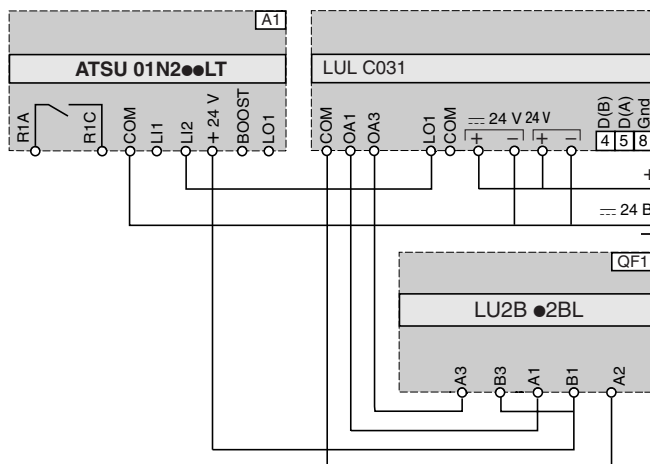 A1
ATSU 01N2●●LT
LUL C031
R1A
R1C
COM
LI1
LI2
+ 24 V
BOOST
LO1
COM
OA1
OA3
LO1
COM
⎓ 24 V 24 V
+ − + −
D(B)
D(A)
Gnd
4 5 8
+
⎓ 24 B
−
QF1
LU2B ●2BL
A3
B3
A1
B1
A2